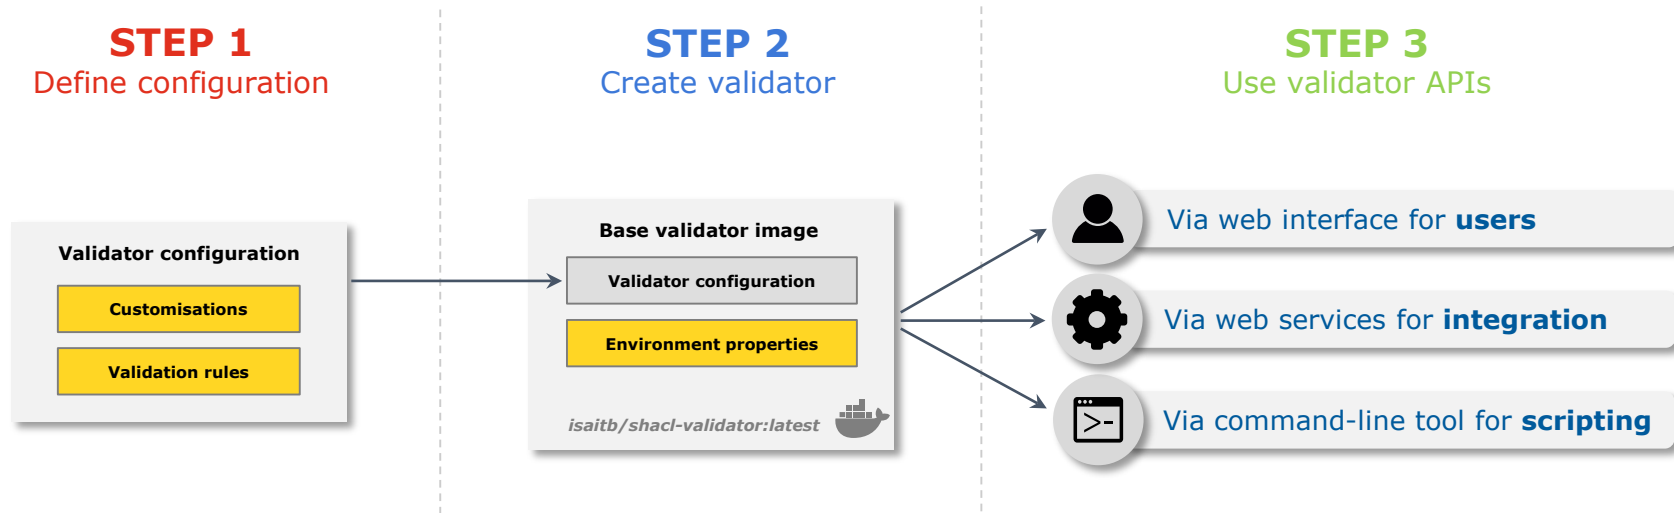 STEP 1
Define configuration
Validator configuration
Customisations
Validation rules
STEP 2
Create validator
Base validator image
Validator configuration
Environment properties
isaitb/shacl-validator:latest
STEP 3
Use validator APIs
Via web interface for users
Via web services for integration
>-
Via command-line tool for scripting